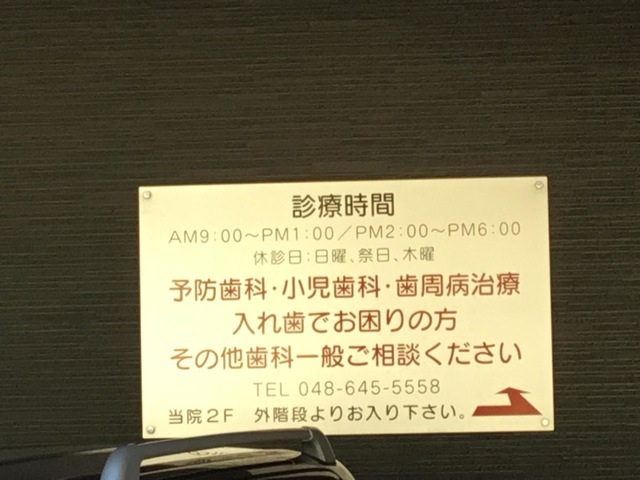 診療時間
AM9:00～PM1:00／PM2:00～PM6:00
休診日:日曜、祭日、木曜
予防歯科・小児歯科・歯周病治療
入れ歯でお困りの方
その他歯科一般ご相談ください
TEL 048-645-5558
当院2F 外階段よりお入り下さい。